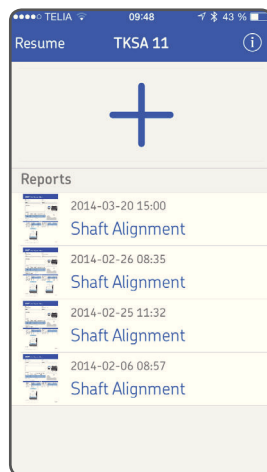 TELIA 09:48 43 %
Resume TKSA 11
Reports
2014-03-20 15:00
Shaft Alignment
2014-02-26 08:35
Shaft Alignment
2014-02-25 11:32
Shaft Alignment
2014-02-06 08:57
Shaft Alignment